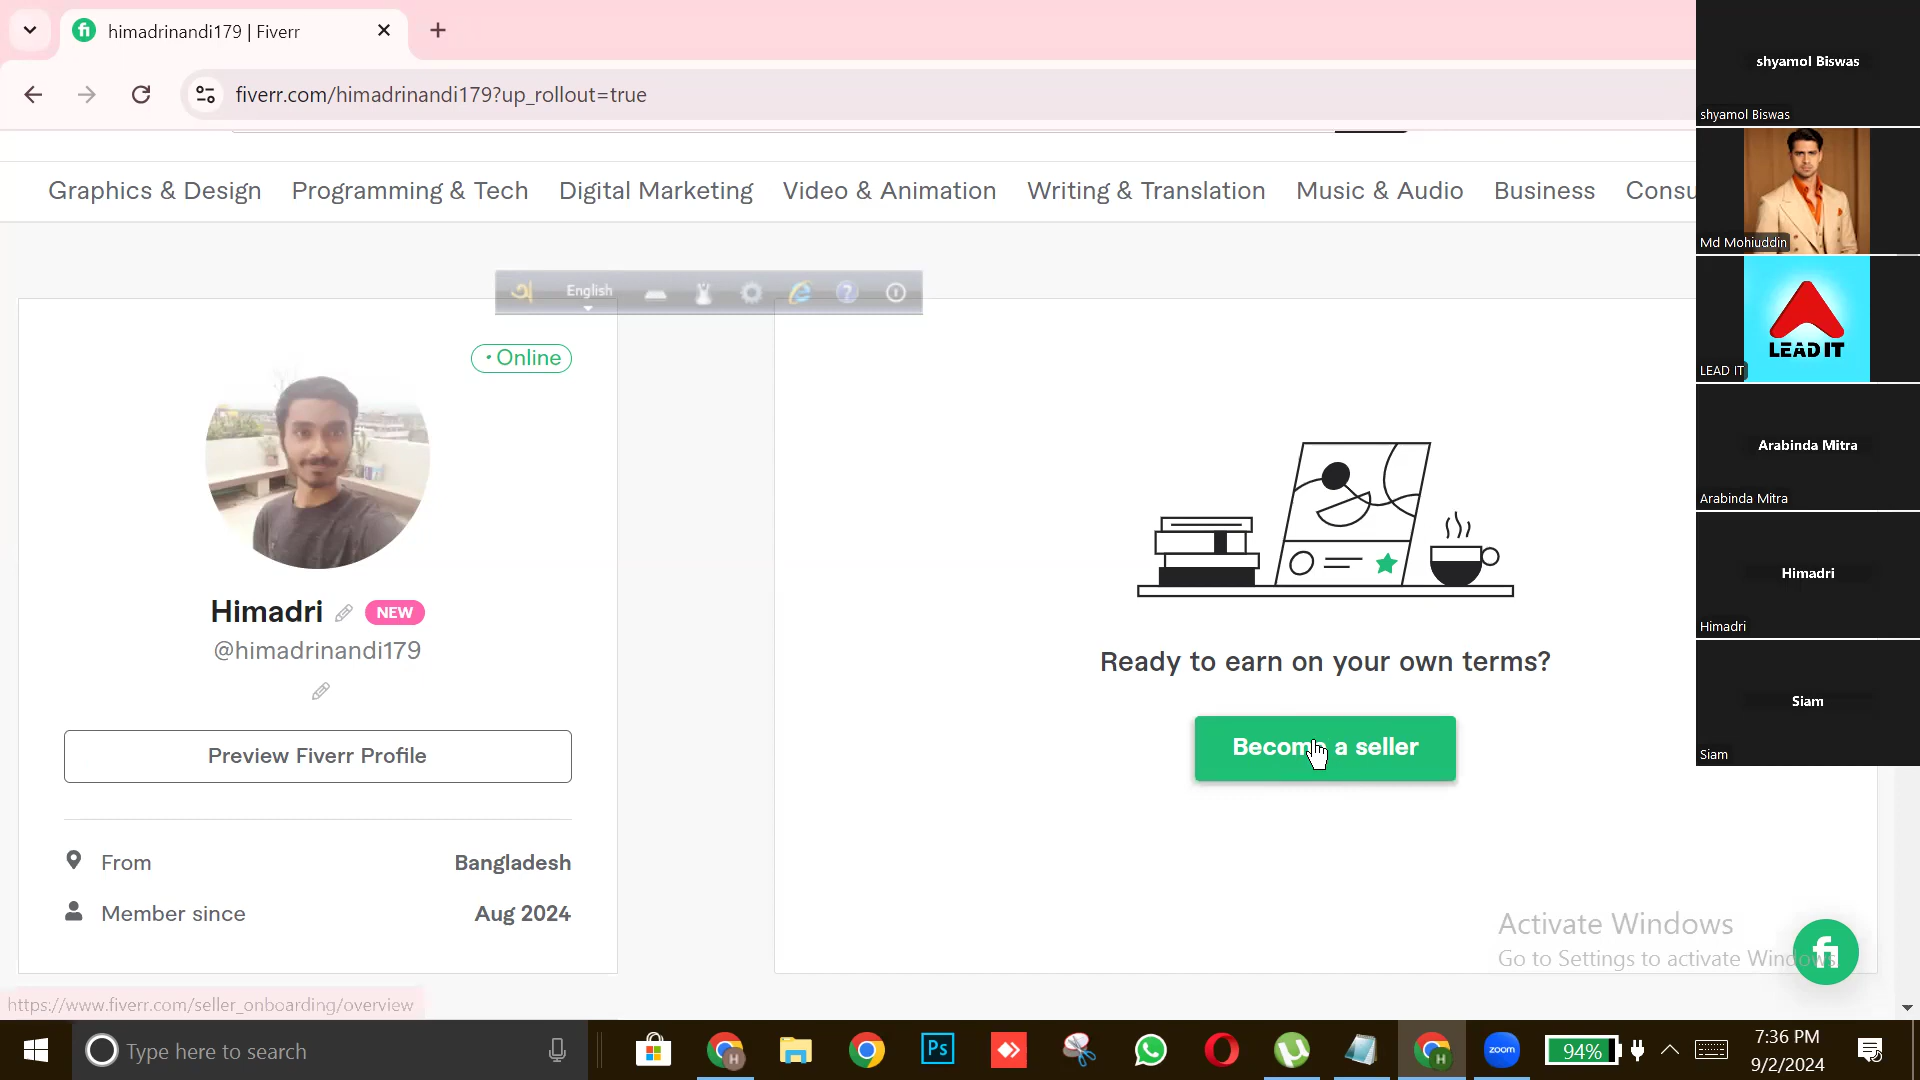 himadrinandi179 | Fiverr
fiverr.com/himadrinandi179?up_rollout=true
Graphics & Design Programming & Tech Digital Marketing Video & Animation Writing & Translation Music & Audio Business Consu
English
Online
Himadri NEW
@himadrinandi179
Preview Fiverr Profile
From Bangladesh
Member since Aug 2024
Ready to earn on your own terms?
Become a seller
Activate Windows
Go to Settings to activate Windows.
fi
https://www.fiverr.com/seller_onboarding/overview
shyamol Biswas
shyamol Biswas
Md Mohiuddin
LEAD IT
LEAD IT
Arabinda Mitra
Arabinda Mitra
Himadri
Himadri
Siam
Siam
Type here to search
H
Ps
H
zoom
94%
7:36 PM
9/2/2024